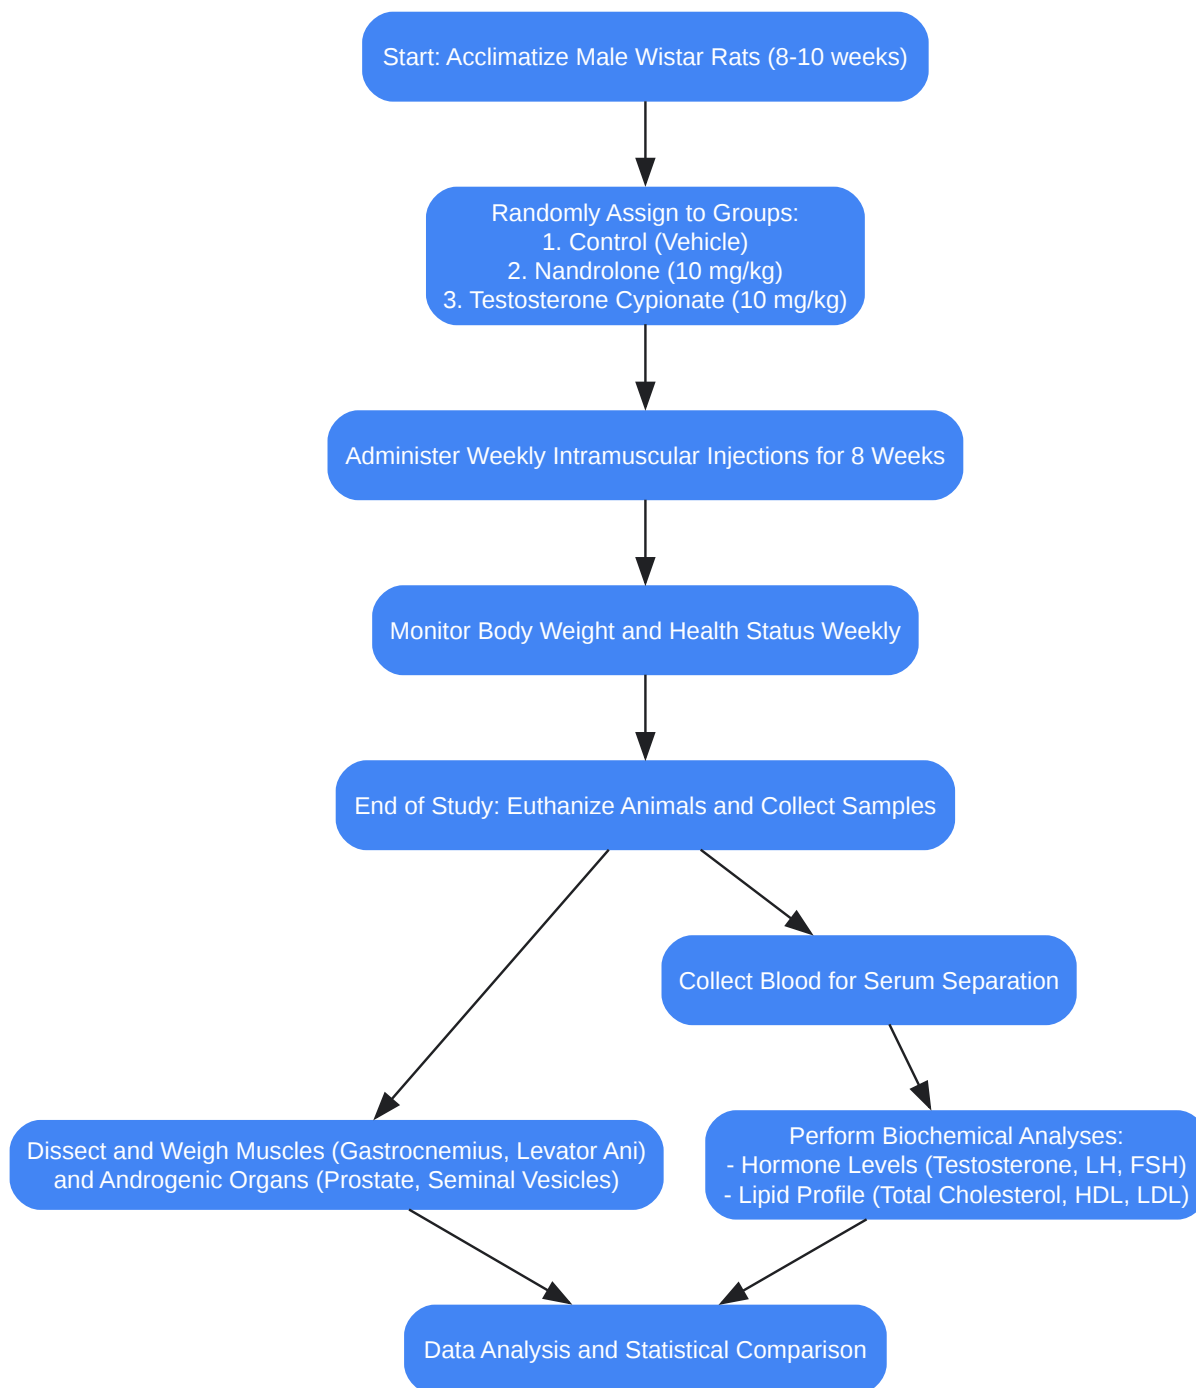 Start: Acclimatize Male Wistar Rats (8-10 weeks)
Randomly Assign to Groups:
1. Control (Vehicle)
2. Nandrolone (10 mg/kg)
3. Testosterone Cypionate (10 mg/kg)
Administer Weekly Intramuscular Injections for 8 Weeks
Monitor Body Weight and Health Status Weekly
End of Study: Euthanize Animals and Collect Samples
Collect Blood for Serum Separation
Dissect and Weigh Muscles (Gastrocnemius, Levator Ani)
and Androgenic Organs (Prostate, Seminal Vesicles)
Perform Biochemical Analyses:
- Hormone Levels (Testosterone, LH, FSH)
- Lipid Profile (Total Cholesterol, HDL, LDL)
Data Analysis and Statistical Comparison